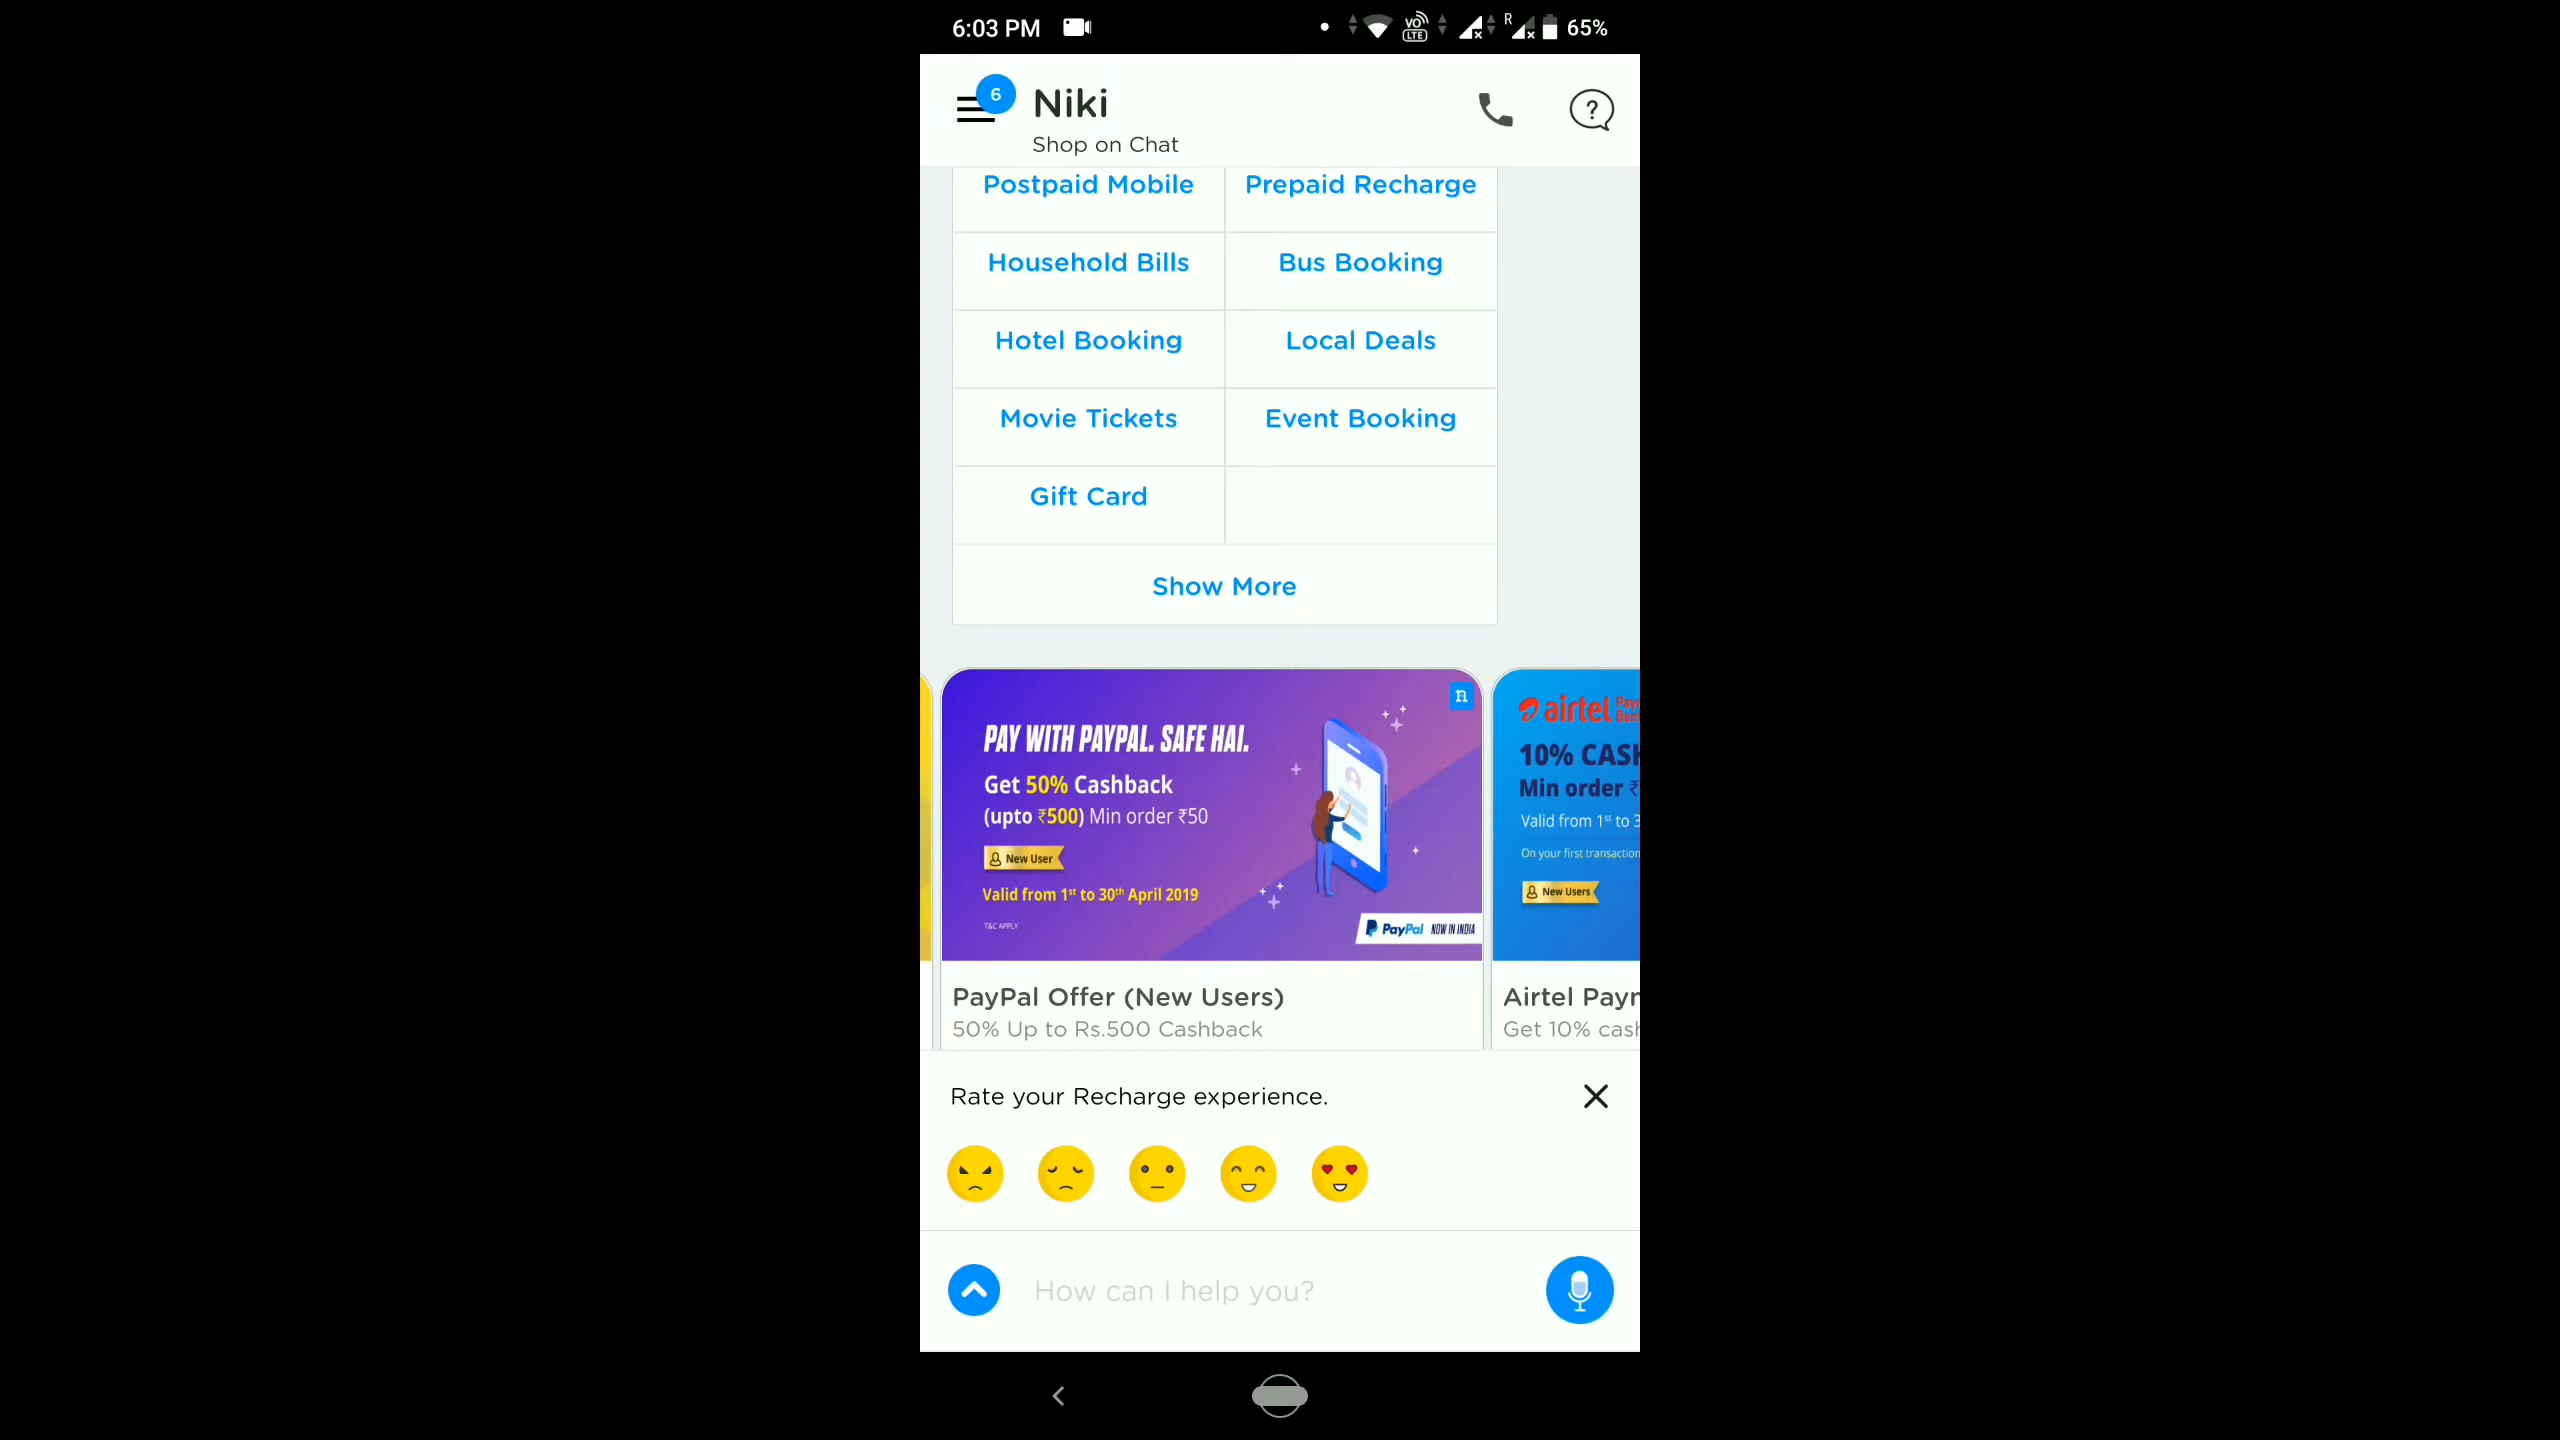 6:03 PM
VO LTE
R
65%
6
Niki
Shop on Chat
?
Postpaid Mobile
Prepaid Recharge
Household Bills
Bus Booking
Hotel Booking
Local Deals
Movie Tickets
Event Booking
Gift Card
Show More
n
PAY WITH PAYPAL. SAFE HAI.
Get 50% Cashback
(upto ₹500) Min order ₹50
New User
Valid from 1st to 30th April 2019
T&C APPLY
PayPal NOW IN INDIA
airtel
10%
Min order ₹
Valid from 1st to 3
On your first transaction
New Users
PayPal Offer (New Users)
50% Up to Rs.500 Cashback
Airtel
Get 10%
Rate your Recharge experience.
How can I help you?